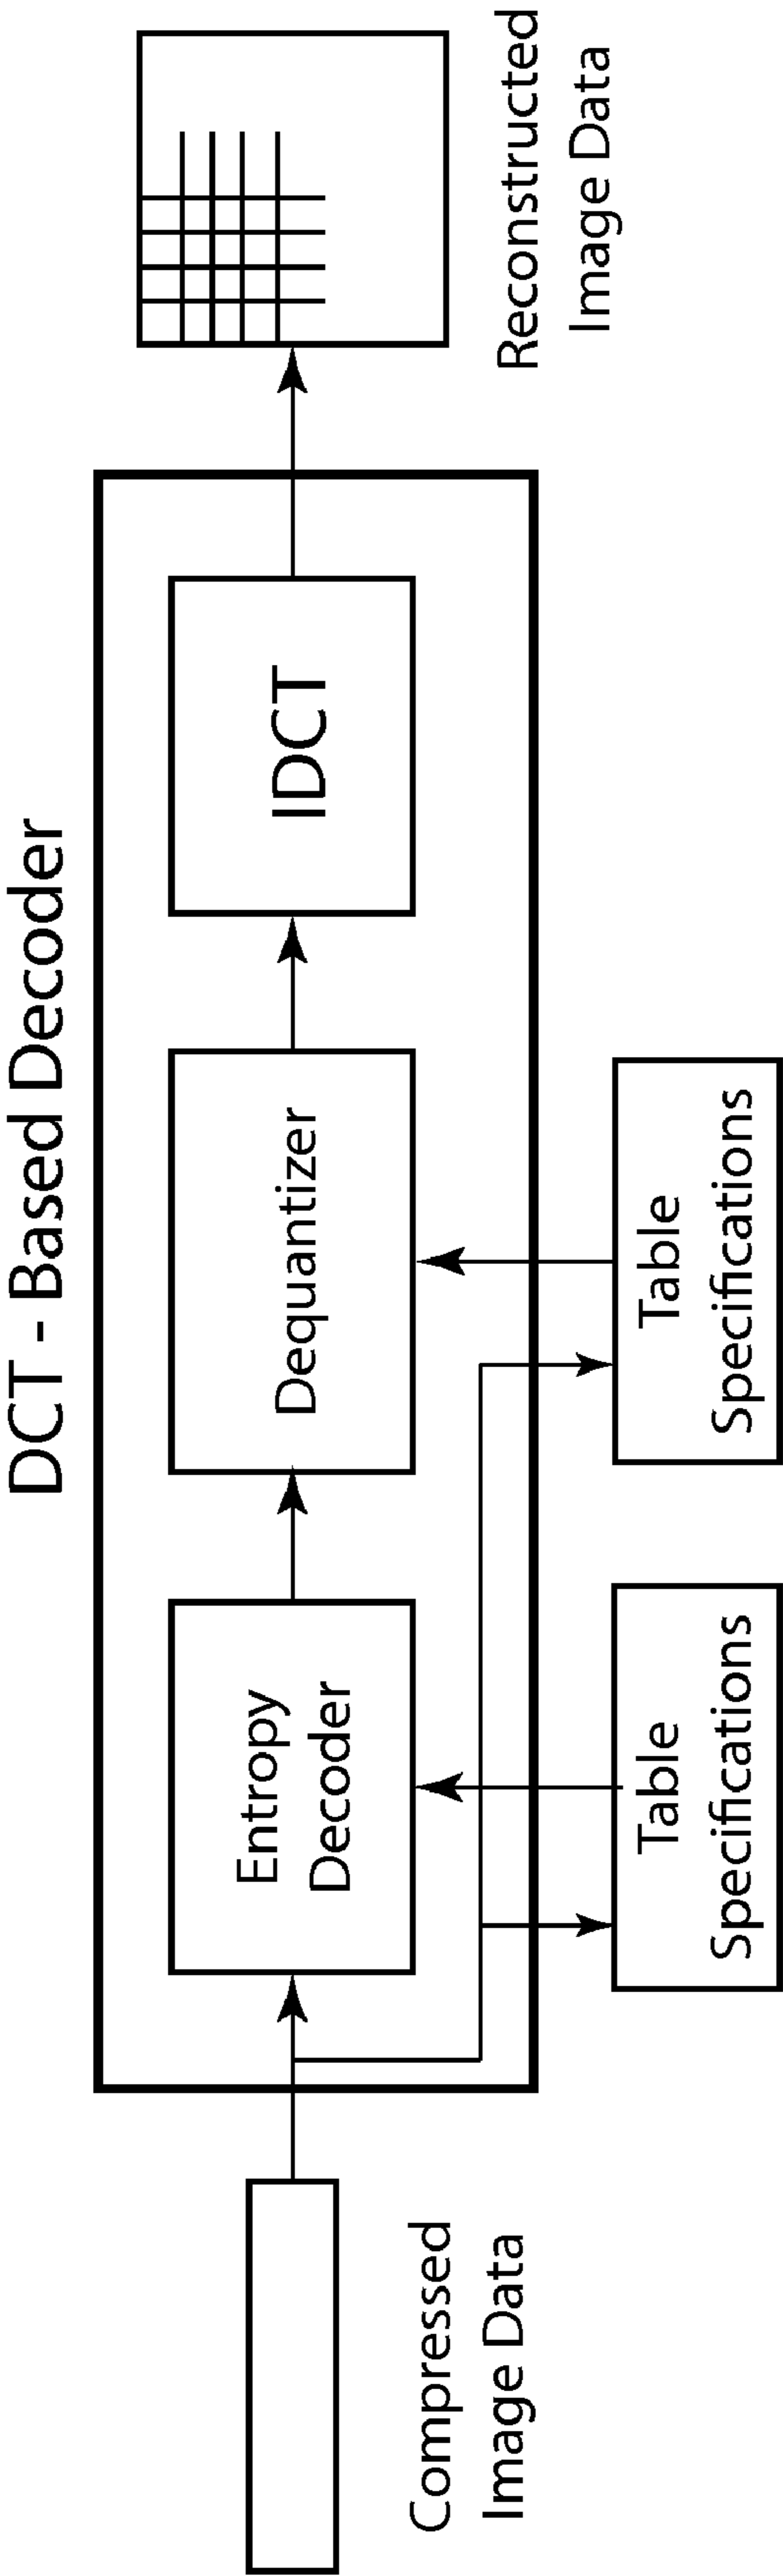 DCT - Based Decoder
Entropy
Decoder
Dequantizer
IDCT
Compressed
Image Data
Table
Specifications
Table
Specifications
Reconstructed
Image Data